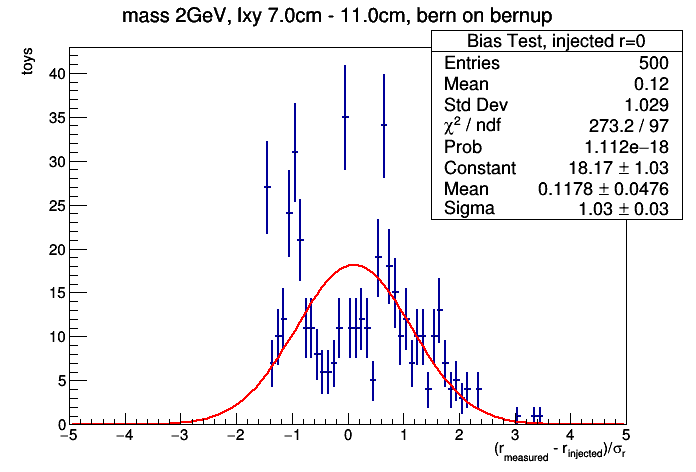 mass 2GeV, lxy 7.0cm - 11.0cm, bern on bernup
Bias Test, injected r=0
Entries 500
Mean 0.12
Std Dev 1.029
χ² / ndf 273.2 / 97
Prob 1.112e−18
Constant 18.17 ± 1.03
Mean 0.1178 ± 0.0476
Sigma 1.03 ± 0.03
toys
40
35
30
25
20
15
10
5
0
−5 −4 −3 −2 −1 0 1 2 3 4 5
(r_measured - r_injected)/σ_r